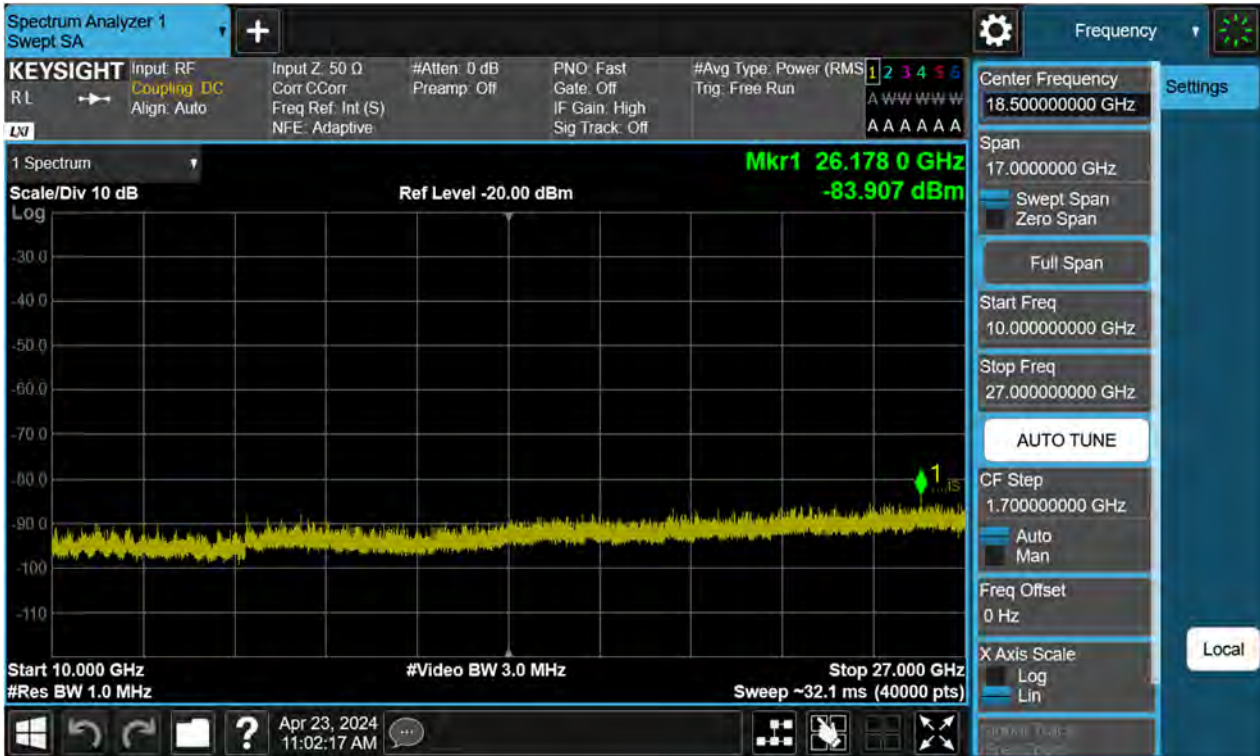 Spectrum Analyzer 1
Swept SA
Frequency
KEYSIGHT
R L
LXI
Input: RF
Coupling: DC
Align: Auto
Input Z: 50 Ω
Corr CCorr
Freq Ref: Int (S)
NFE: Adaptive
#Atten: 0 dB
Preamp: Off
PNO: Fast
Gate: Off
IF Gain: High
Sig Track: Off
#Avg Type: Power (RMS
Trig: Free Run
1 2 3 4 5 6
A W W W W W
A A A A A A
1 Spectrum
Scale/Div 10 dB
Ref Level -20.00 dBm
Mkr1 26.178 0 GHz
-83.907 dBm
Log
-30.0
-40.0
-50.0
-60.0
-70.0
-80.0
-90.0
-100
-110
1
Start 10.000 GHz
#Video BW 3.0 MHz
Stop 27.000 GHz
#Res BW 1.0 MHz
Sweep ~32.1 ms (40000 pts)
Center Frequency
18.500000000 GHz
Span
17.0000000 GHz
Swept Span
Zero Span
Full Span
Start Freq
10.000000000 GHz
Stop Freq
27.000000000 GHz
AUTO TUNE
CF Step
1.700000000 GHz
Auto
Man
Freq Offset
0 Hz
X Axis Scale
Log
Lin
Settings
Local
?
Apr 23, 2024
11:02:17 AM